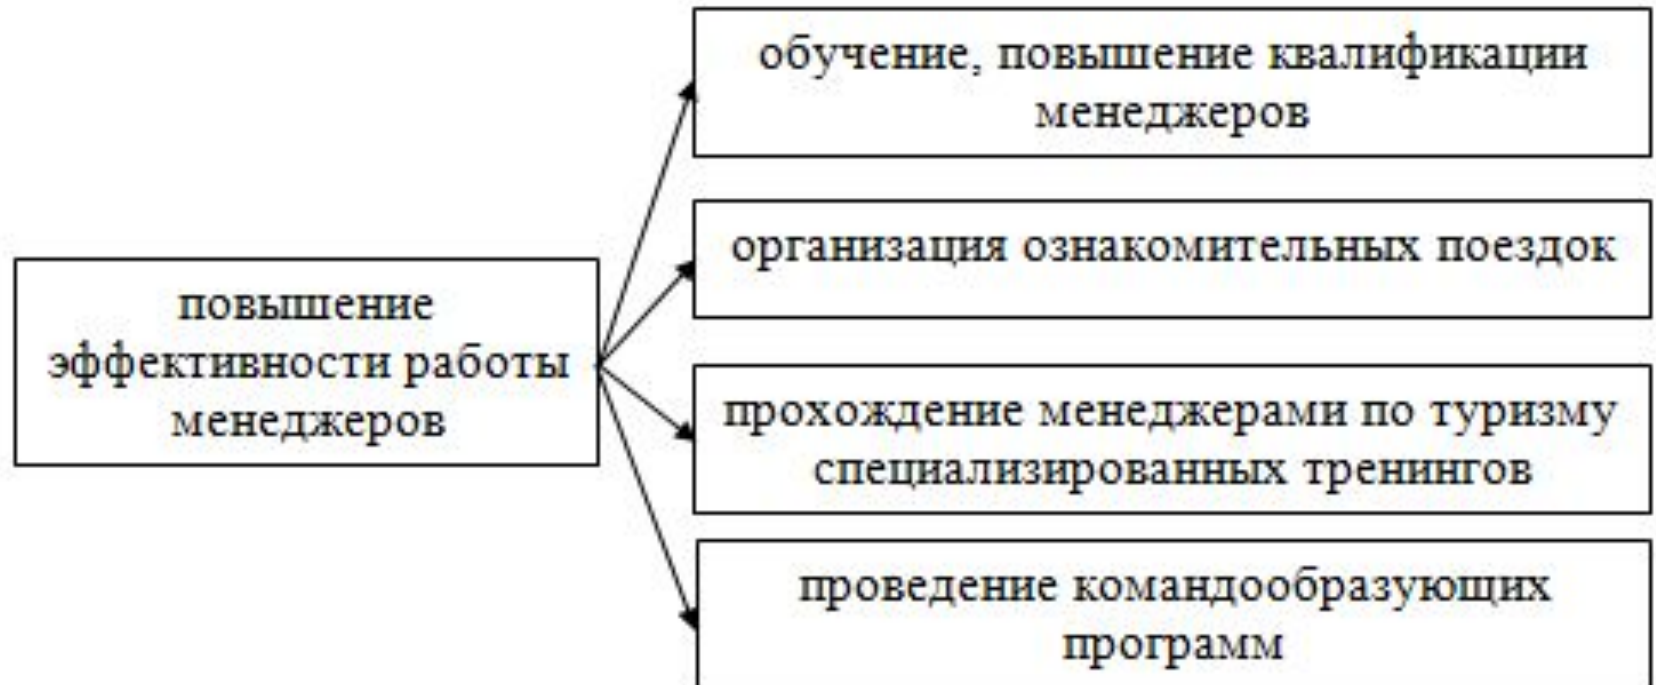 повышение
эффективности работы
менеджеров
обучение, повышение квалификации
менеджеров
организация ознакомительных поездок
прохождение менеджерами по туризму
специализированных тренингов
проведение командообразующих
программ